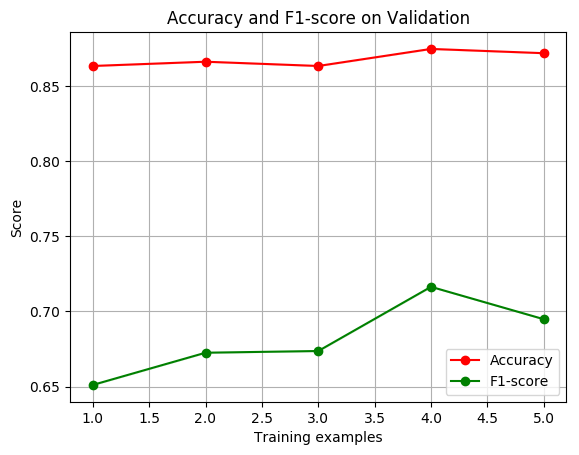 Accuracy and F1-score on Validation
Score
0.85
0.80
0.75
0.70
0.65
Accuracy
F1-score
1.0 1.5 2.0 2.5 3.0 3.5 4.0 4.5 5.0
Training examples